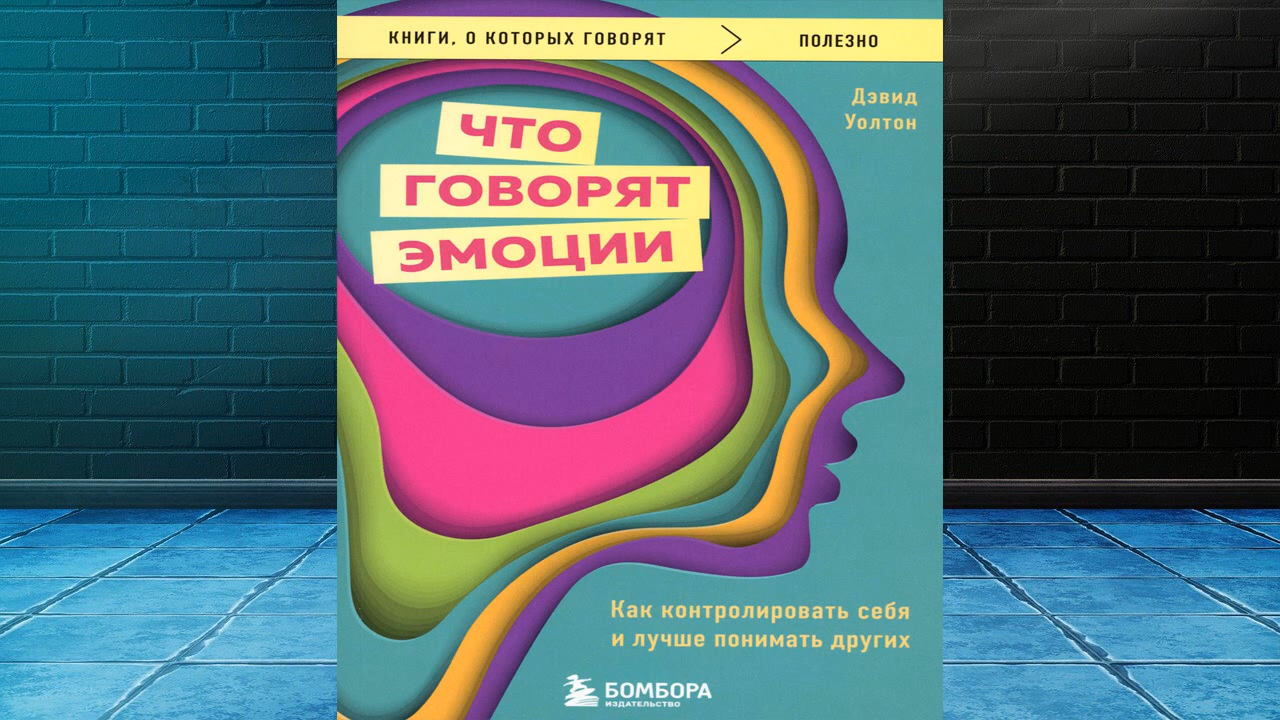 КНИГИ, О КОТОРЫХ ГОВОРЯТ > ПОЛЕЗНО
Дэвид
Уолтон
ЧТО
ГОВОРЯТ
ЭМОЦИИ
Как контролировать себя
и лучше понимать других
БОМБОРА
ИЗДАТЕЛЬСТВО